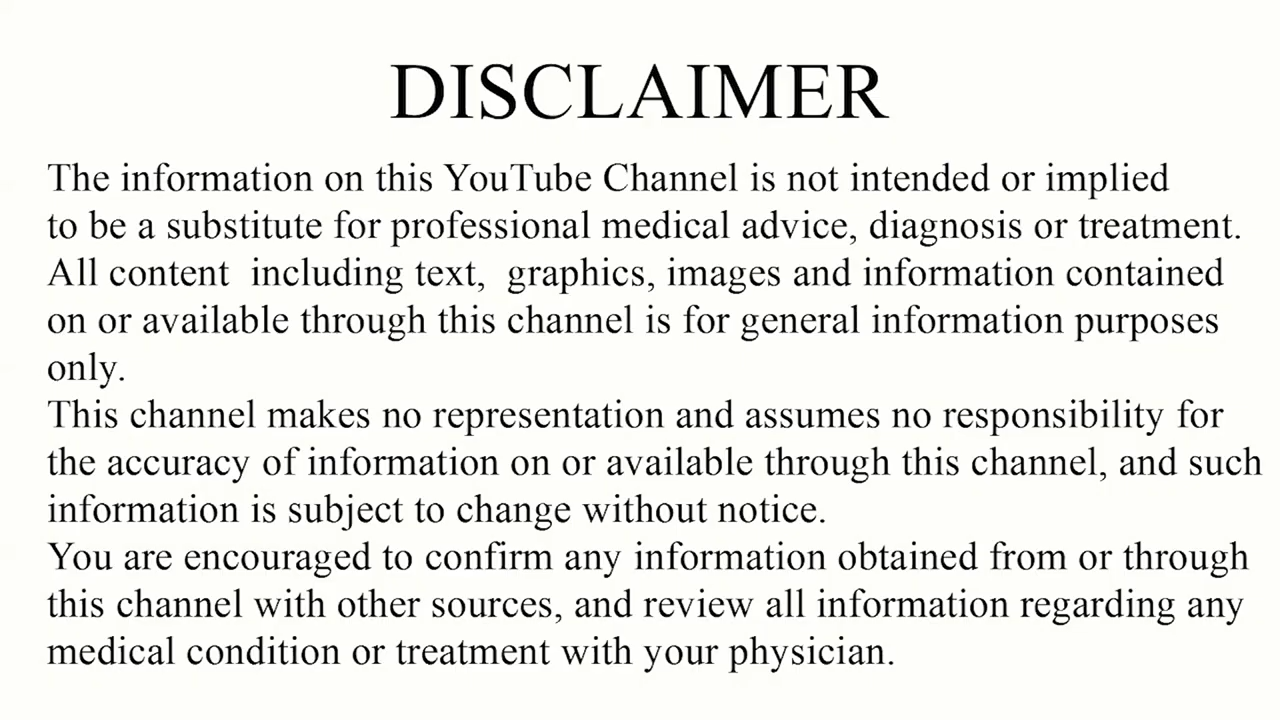 DISCLAIMER
The information on this YouTube Channel is not intended or implied
to be a substitute for professional medical advice, diagnosis or treatment.
All content  including text,  graphics, images and information contained
on or available through this channel is for general information purposes
only.
This channel makes no representation and assumes no responsibility for
the accuracy of information on or available through this channel, and such
information is subject to change without notice.
You are encouraged to confirm any information obtained from or through
this channel with other sources, and review all information regarding any
medical condition or treatment with your physician.